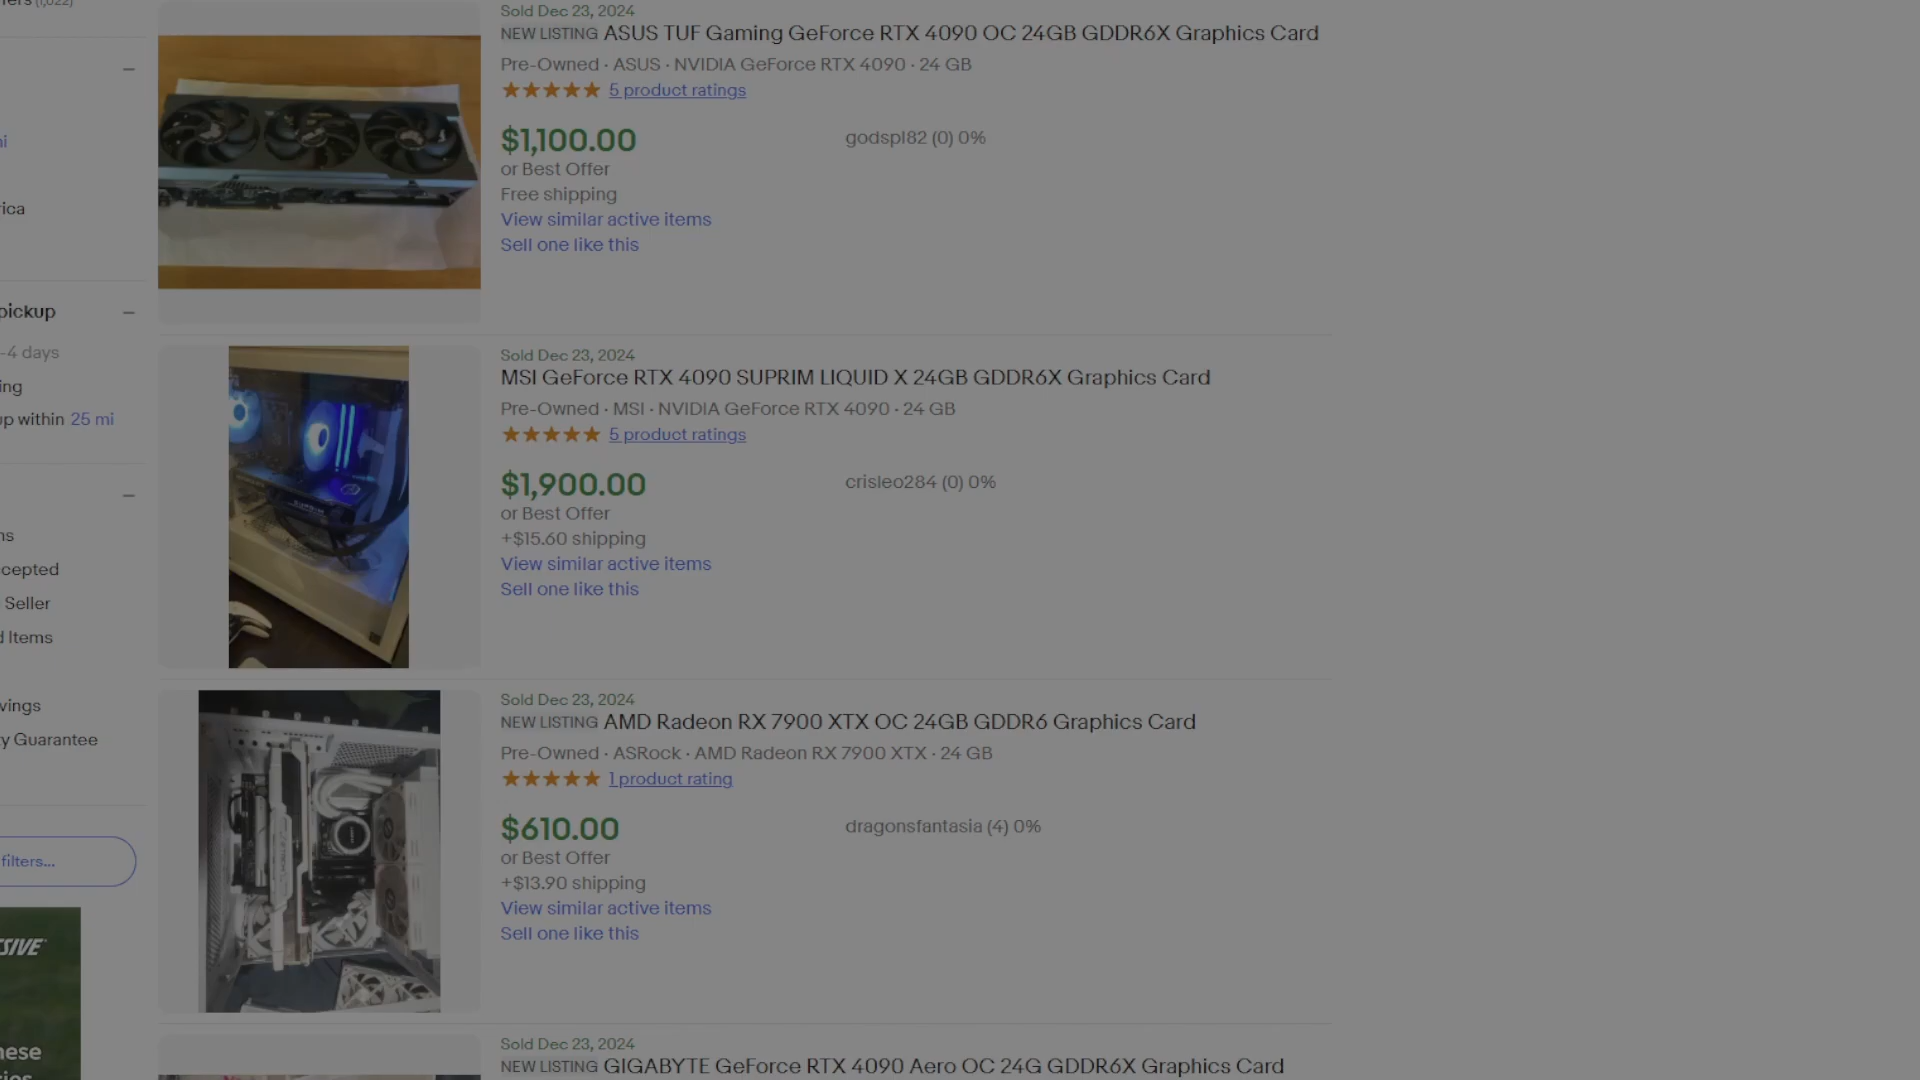 (1,022)
Sold Dec 23, 2024
NEW LISTING ASUS TUF Gaming GeForce RTX 4090 OC 24GB GDDR6X Graphics Card
Pre-Owned · ASUS · NVIDIA GeForce RTX 4090 · 24 GB
5 product ratings
$1,100.00
godspl82 (0) 0%
or Best Offer
Free shipping
View similar active items
Sell one like this
mi
rica
pickup
-4 days
ing
up within 25 mi
Sold Dec 23, 2024
MSI GeForce RTX 4090 SUPRIM LIQUID X 24GB GDDR6X Graphics Card
Pre-Owned · MSI · NVIDIA GeForce RTX 4090 · 24 GB
5 product ratings
$1,900.00
crisleo284 (0) 0%
or Best Offer
+$15.60 shipping
View similar active items
Sell one like this
ns
cepted
Seller
d Items
vings
y Guarantee
filters...
Sold Dec 23, 2024
NEW LISTING AMD Radeon RX 7900 XTX OC 24GB GDDR6 Graphics Card
Pre-Owned · ASRock · AMD Radeon RX 7900 XTX · 24 GB
1 product rating
$610.00
dragonsfantasia (4) 0%
or Best Offer
+$13.90 shipping
View similar active items
Sell one like this
SSIVE
hese
Sold Dec 23, 2024
NEW LISTING GIGABYTE GeForce RTX 4090 Aero OC 24G GDDR6X Graphics Card